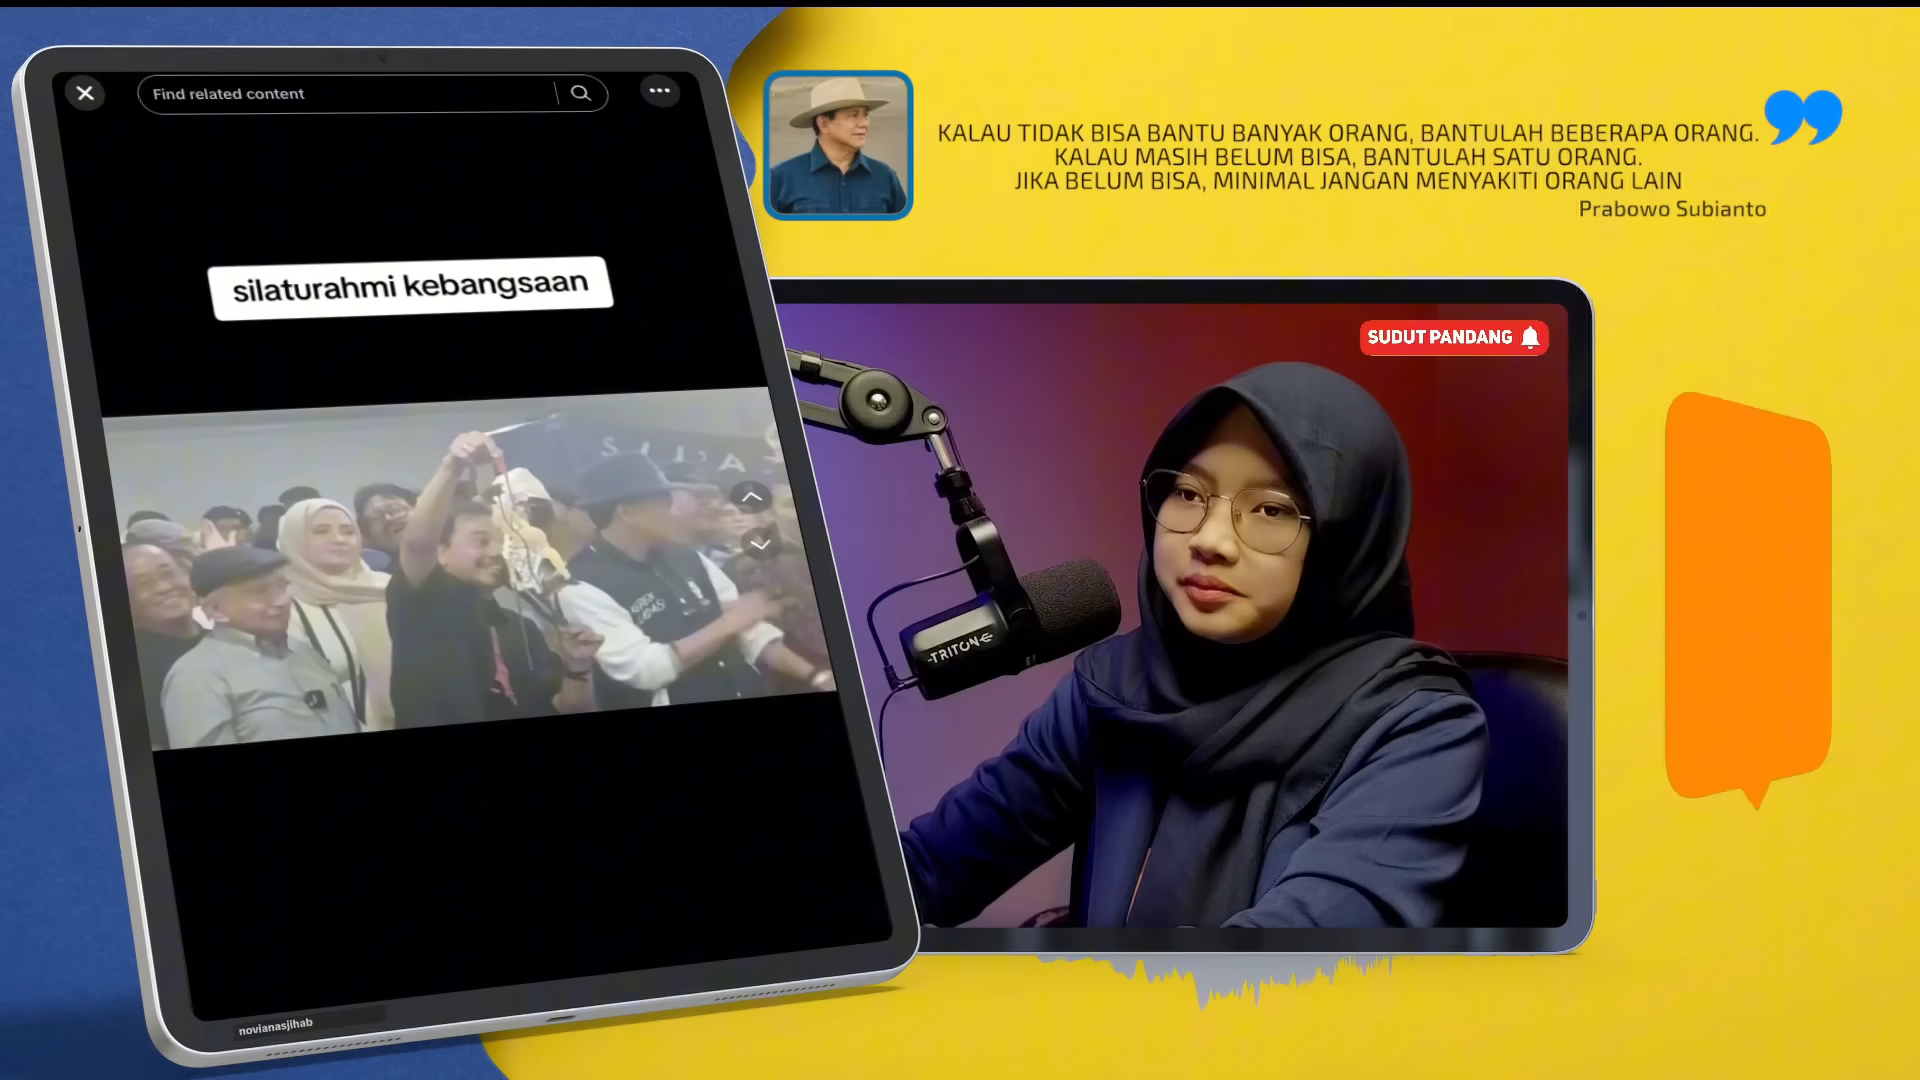 Find related content
silaturahmi kebangsaan
KALAU TIDAK BISA BANTU BANYAK ORANG, BANTULAH BEBERAPA ORANG.
KALAU MASIH BELUM BISA, BANTULAH SATU ORANG.
JIKA BELUM BISA, MINIMAL JANGAN MENYAKITI ORANG LAIN
Prabowo Subianto
SUDUT PANDANG
TRITON
novianasjihab